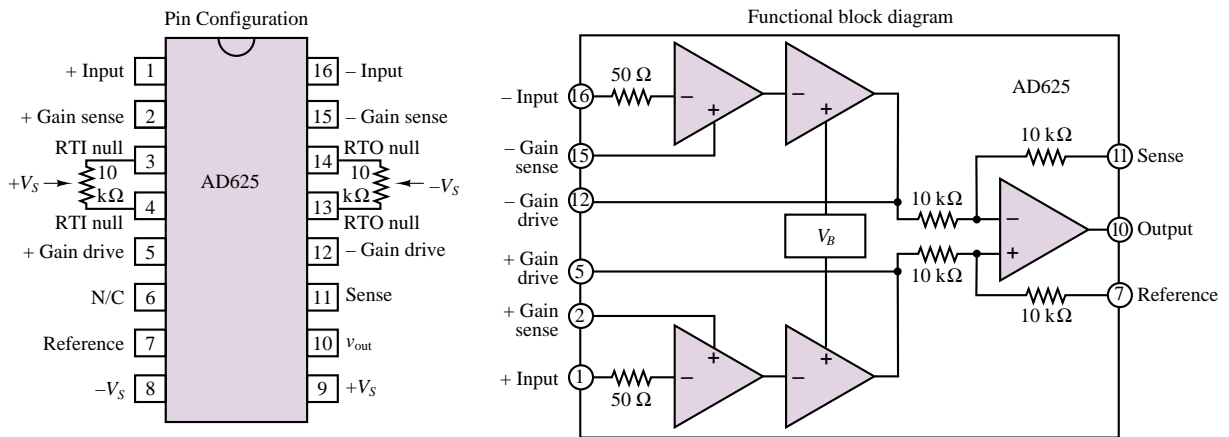 Pin Configuration
+ Input 1 16 – Input
+ Gain sense 2 15 – Gain sense
RTI null 3 14 RTO null
+VS 10 kΩ AD625 10 kΩ –VS
RTI null 4 13 RTO null
+ Gain drive 5 12 – Gain drive
N/C 6 11 Sense
Reference 7 10 vout
–VS 8 9 +VS
Functional block diagram
AD625
– Input 16 50 Ω – + – +
– Gain sense 15
10 kΩ 11 Sense
– Gain drive 12
10 kΩ
VB
– + 10 Output
+ Gain drive 5
10 kΩ
10 kΩ 7 Reference
+ Gain sense 2
+ Input 1 50 Ω – + – +